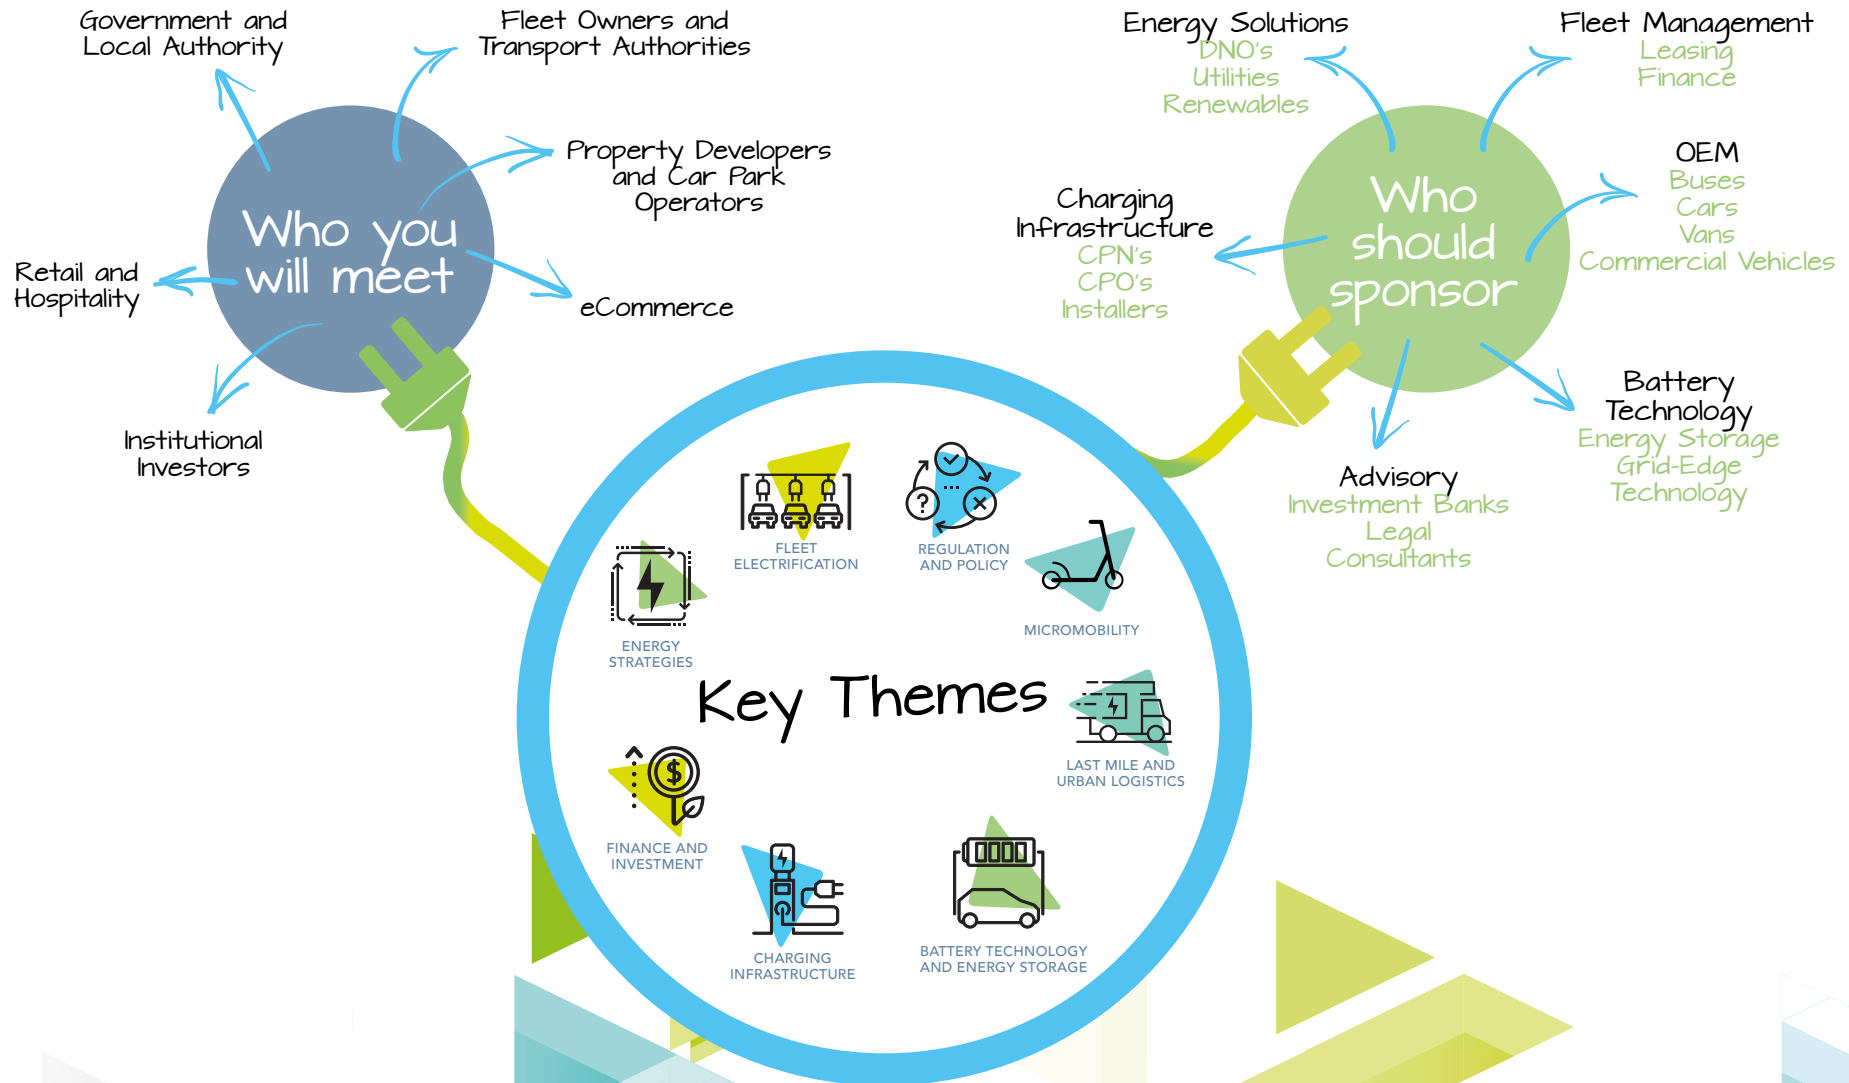 Government and
Local Authority
Fleet Owners and
Transport Authorities
Property Developers
and Car Park
Operators
Who you
will meet
Retail and
Hospitality
eCommerce
Institutional
Investors
Energy Solutions
DNO's
Utilities
Renewables
Fleet Management
Leasing
Finance
OEM
Buses
Cars
Vans
Commercial Vehicles
Charging
Infrastructure
CPN's
CPO's
Installers
Who
should
sponsor
Battery
Technology
Energy Storage
Grid-Edge
Technology
Advisory
Investment Banks
Legal
Consultants
FLEET
ELECTRIFICATION
REGULATION
AND POLICY
MICROMOBILITY
ENERGY
STRATEGIES
Key Themes
LAST MILE AND
URBAN LOGISTICS
FINANCE AND
INVESTMENT
CHARGING
INFRASTRUCTURE
BATTERY TECHNOLOGY
AND ENERGY STORAGE